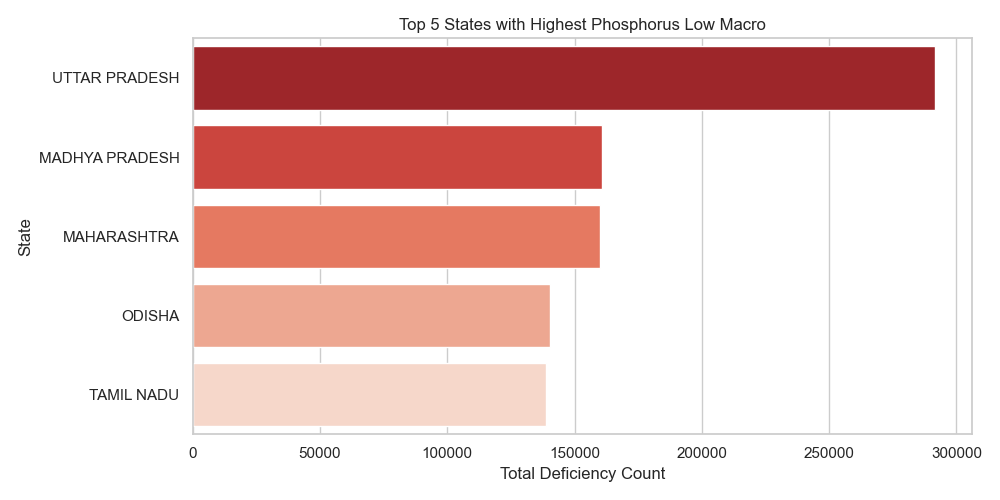 Top 5 States with Highest Phosphorus Low Macro
UTTAR PRADESH
MADHYA PRADESH
MAHARASHTRA
ODISHA
TAMIL NADU
State
0 50000 100000 150000 200000 250000 300000
Total Deficiency Count